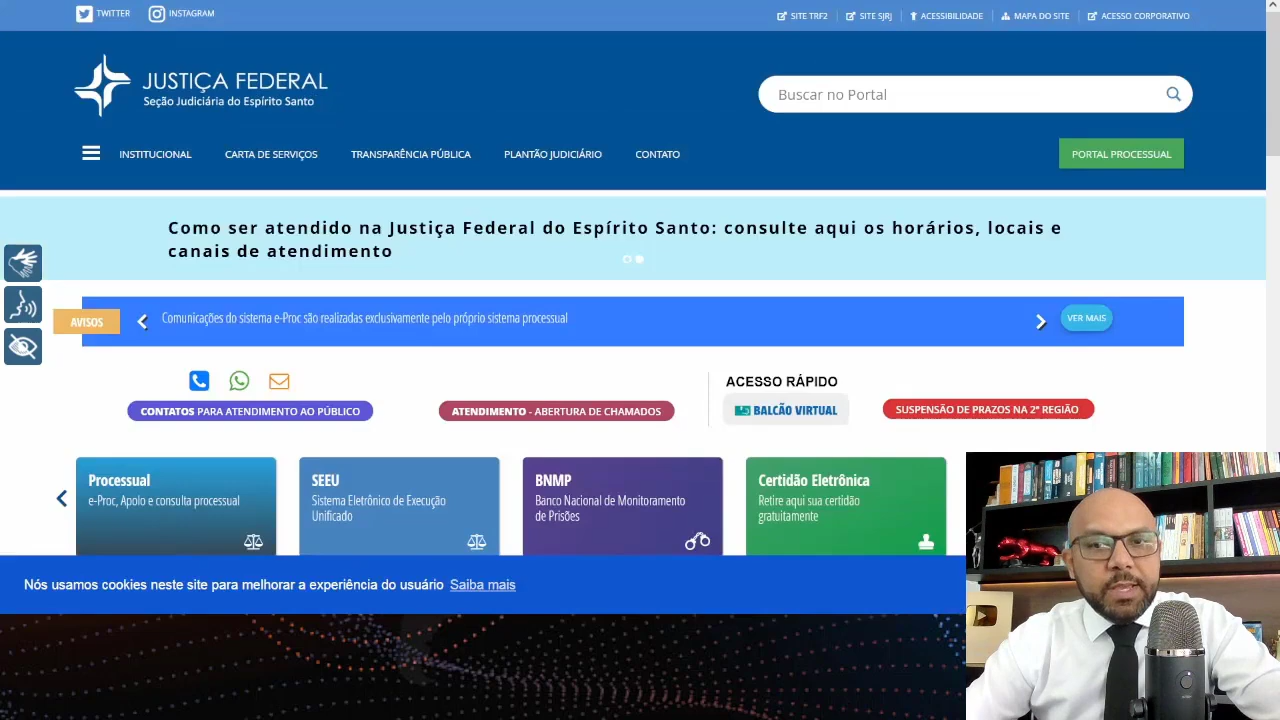 TWITTER INSTAGRAM SITE TRF2 SITE SJRJ ACESSIBILIDADE MAPA DO SITE ACESSO CORPORATIVO
JUSTIÇA FEDERAL
Seção Judiciária do Espírito Santo
Buscar no Portal
INSTITUCIONAL CARTA DE SERVIÇOS TRANSPARÊNCIA PÚBLICA PLANTÃO JUDICIÁRIO CONTATO PORTAL PROCESSUAL
Como ser atendido na Justiça Federal do Espírito Santo: consulte aqui os horários, locais e
canais de atendimento
AVISOS Comunicações do sistema e-Proc são realizadas exclusivamente pelo próprio sistema processual VER MAIS
ACESSO RÁPIDO
CONTATOS PARA ATENDIMENTO AO PÚBLICO ATENDIMENTO - ABERTURA DE CHAMADOS BALCÃO VIRTUAL SUSPENSÃO DE PRAZOS NA 2ª REGIÃO
Processual
e-Proc, Apolo e consulta processual
SEEU
Sistema Eletrônico de Execução
Unificado
BNMP
Banco Nacional de Monitoramento
de Prisões
Certidão Eletrônica
Retire aqui sua certidão
gratuitamente
Nós usamos cookies neste site para melhorar a experiência do usuário Saiba mais